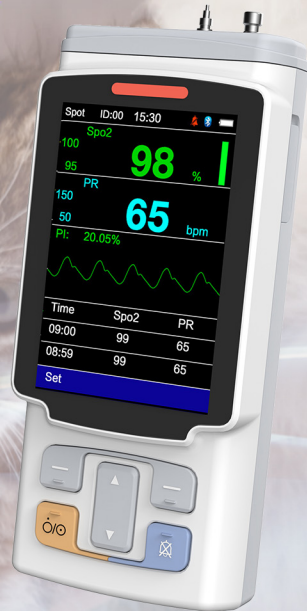 Spot ID:00 15:30
Spo2
100
98 %
95
PR
150
65 bpm
50
PI: 20.05%
Time Spo2 PR
09:00 99 65
08:59 99 65
Set